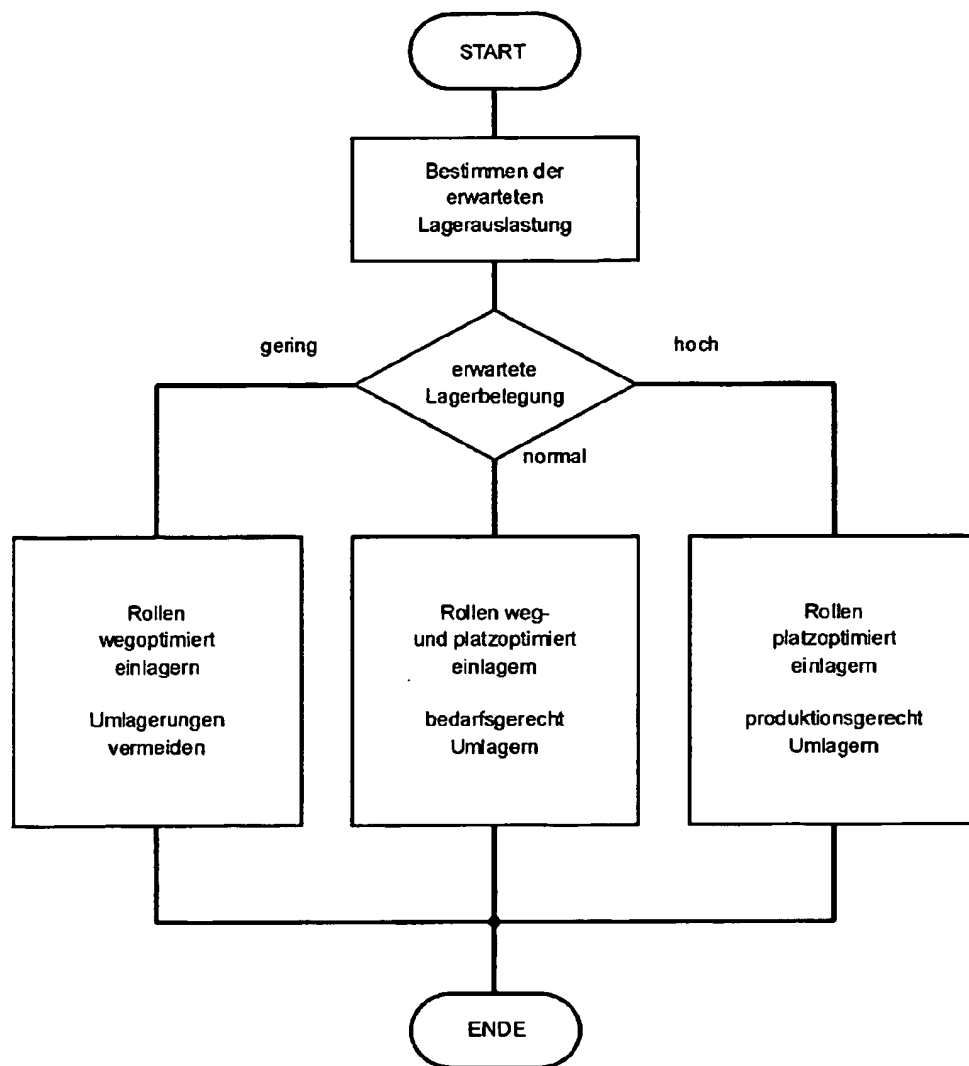 START
Bestimmen der
erwarteten
Lagerauslastung
gering
hoch
erwartete
Lagerbelegung
normal
Rollen
wegoptimiert
einlagern
Umlagerungen
vermeiden
Rollen weg-
und platzoptimiert
einlagern
bedarfsgerecht
Umlagern
Rollen
platzoptimiert
einlagern
produktionsgerecht
Umlagern
ENDE